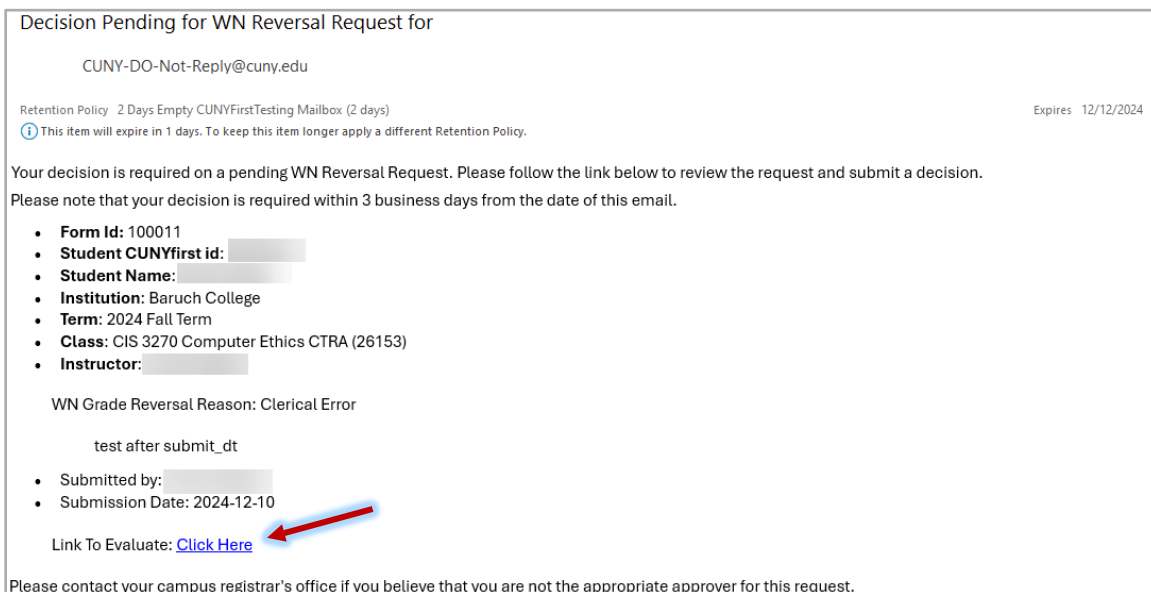 Decision Pending for WN Reversal Request for
CUNY-DO-Not-Reply@cuny.edu
Retention Policy 2 Days Empty CUNYFirstTesting Mailbox (2 days) Expires 12/12/2024
This item will expire in 1 days. To keep this item longer apply a different Retention Policy.
Your decision is required on a pending WN Reversal Request. Please follow the link below to review the request and submit a decision.
Please note that your decision is required within 3 business days from the date of this email.
• Form Id: 100011
• Student CUNYfirst id:
• Student Name:
• Institution: Baruch College
• Term: 2024 Fall Term
• Class: CIS 3270 Computer Ethics CTRA (26153)
• Instructor:
WN Grade Reversal Reason: Clerical Error
test after submit_dt
• Submitted by:
• Submission Date: 2024-12-10
Link To Evaluate: Click Here
Please contact your campus registrar's office if you believe that you are not the appropriate approver for this request.